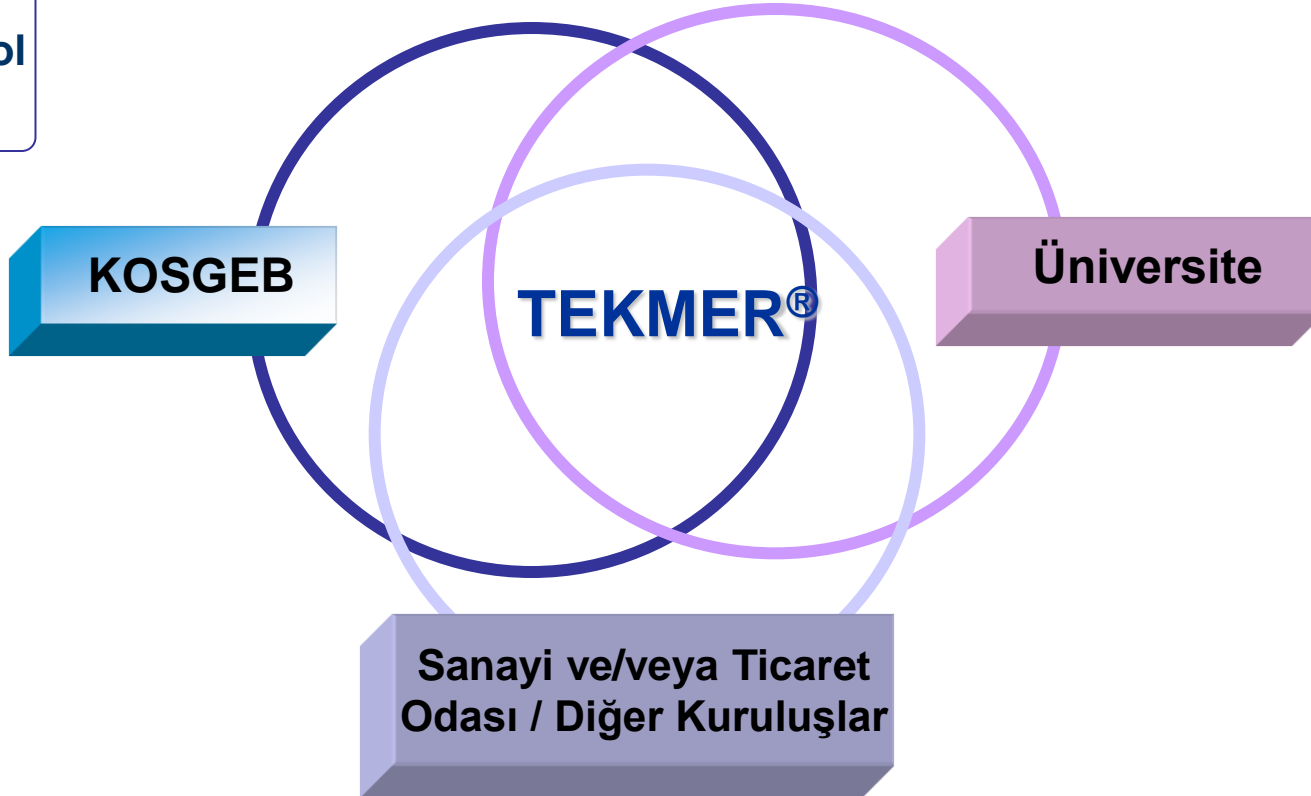 KOSGEB
Üniversite
TEKMER®
Sanayi ve/veya Ticaret
Odası / Diğer Kuruluşlar